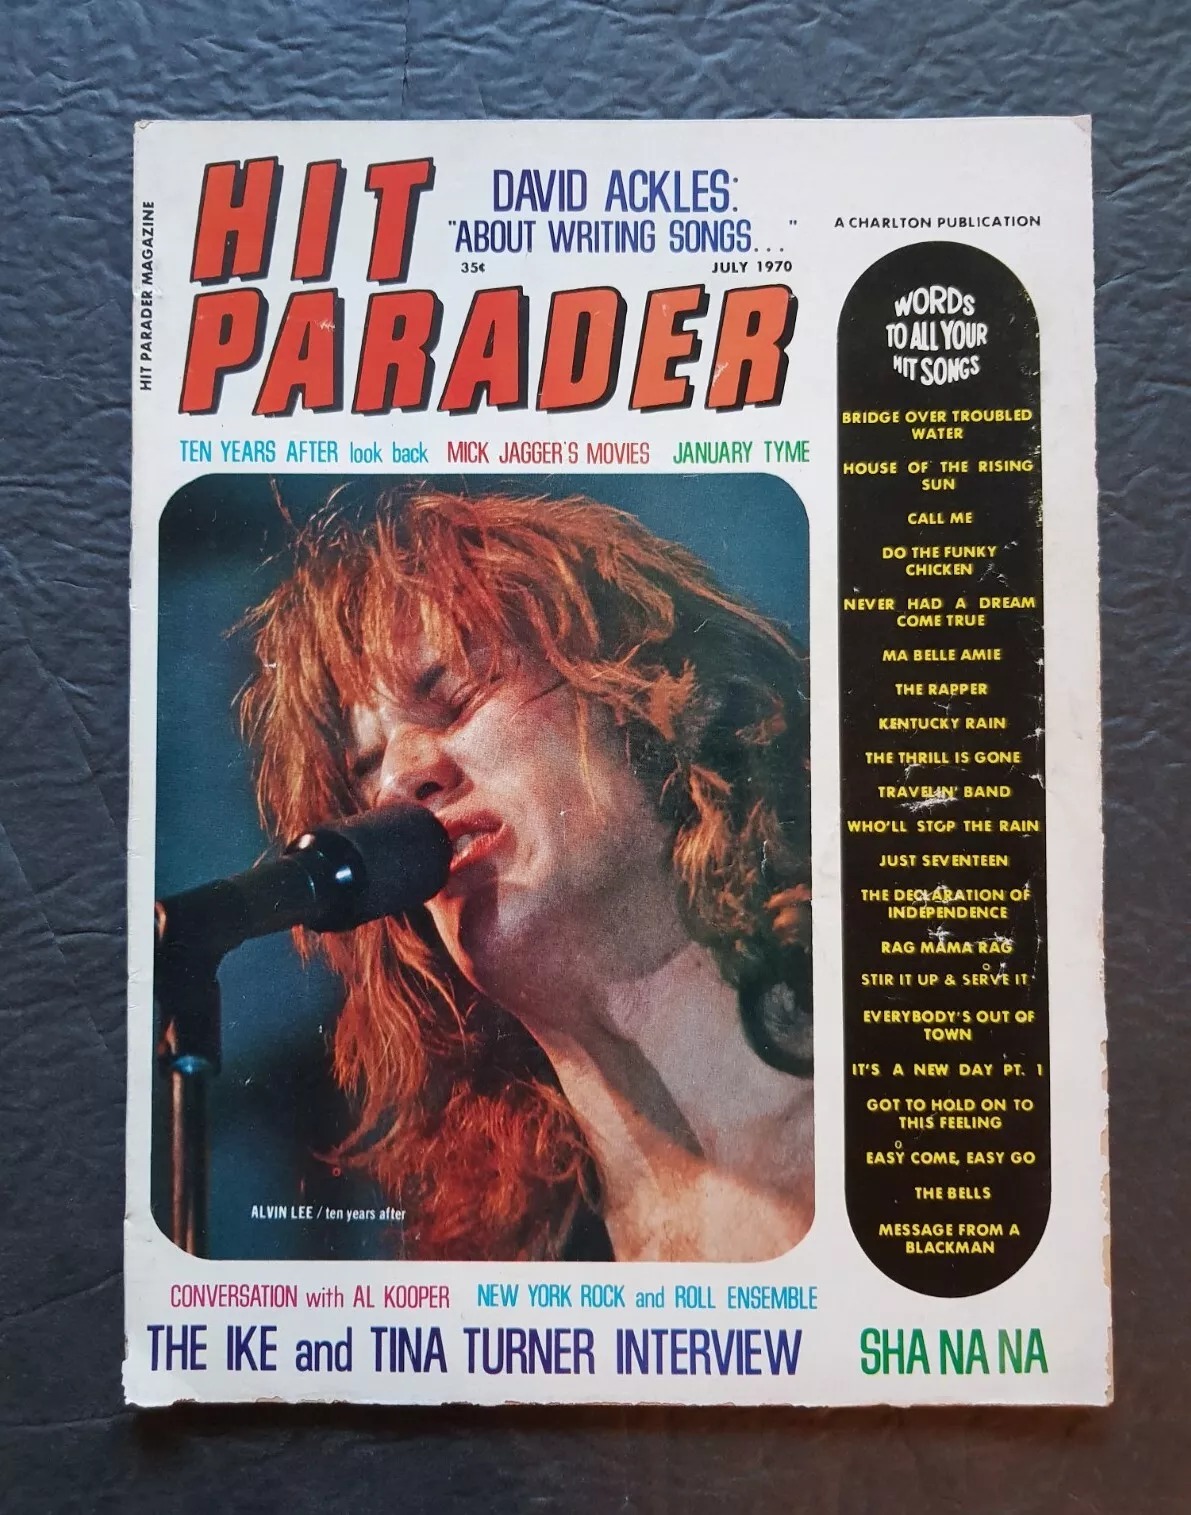 HIT PARADER MAGAZINE
HIT
PARADER
DAVID ACKLES:
"ABOUT WRITING SONGS..."
35¢ JULY 1970
A CHARLTON PUBLICATION
TEN YEARS AFTER look back MICK JAGGER'S MOVIES JANUARY TYME
WORDS
TO ALL YOUR
HIT SONGS
BRIDGE OVER TROUBLED
WATER
HOUSE OF THE RISING
SUN
CALL ME
DO THE FUNKY
CHICKEN
NEVER HAD A DREAM
COME TRUE
MA BELLE AMIE
THE RAPPER
KENTUCKY RAIN
THE THRILL IS GONE
TRAVELIN' BAND
WHO'LL STOP THE RAIN
JUST SEVENTEEN
THE DECLARATION OF
INDEPENDENCE
RAG MAMA RAG
STIR IT UP & SERVE IT
EVERYBODY'S OUT OF
TOWN
IT'S A NEW DAY PT. 1
GOT TO HOLD ON TO
THIS FEELING
EASY COME, EASY GO
THE BELLS
MESSAGE FROM A
BLACKMAN
ALVIN LEE / ten years after
CONVERSATION with AL KOOPER NEW YORK ROCK and ROLL ENSEMBLE
THE IKE and TINA TURNER INTERVIEW SHA NA NA